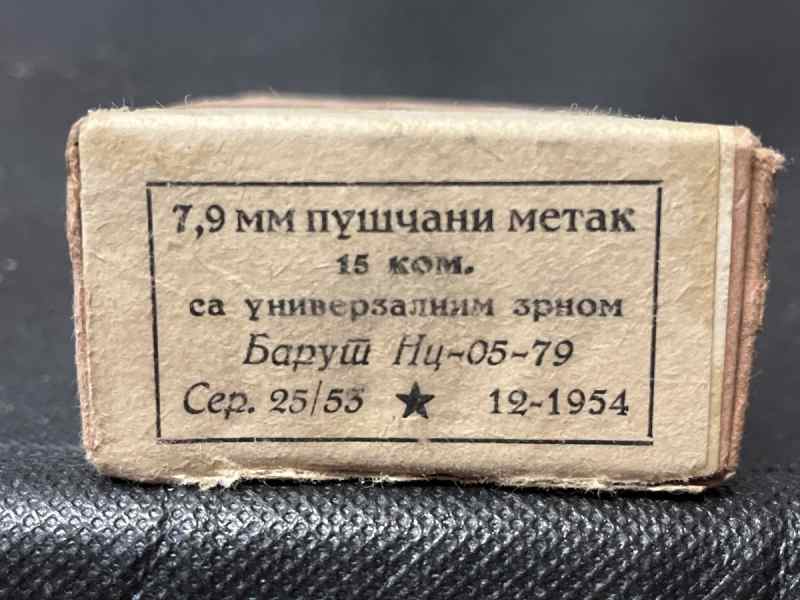 7,9 мм пушчани метак
15 ком.
са универзалним зрном
Барут Нц-05-79
Сер. 25/53 ★ 12-1954